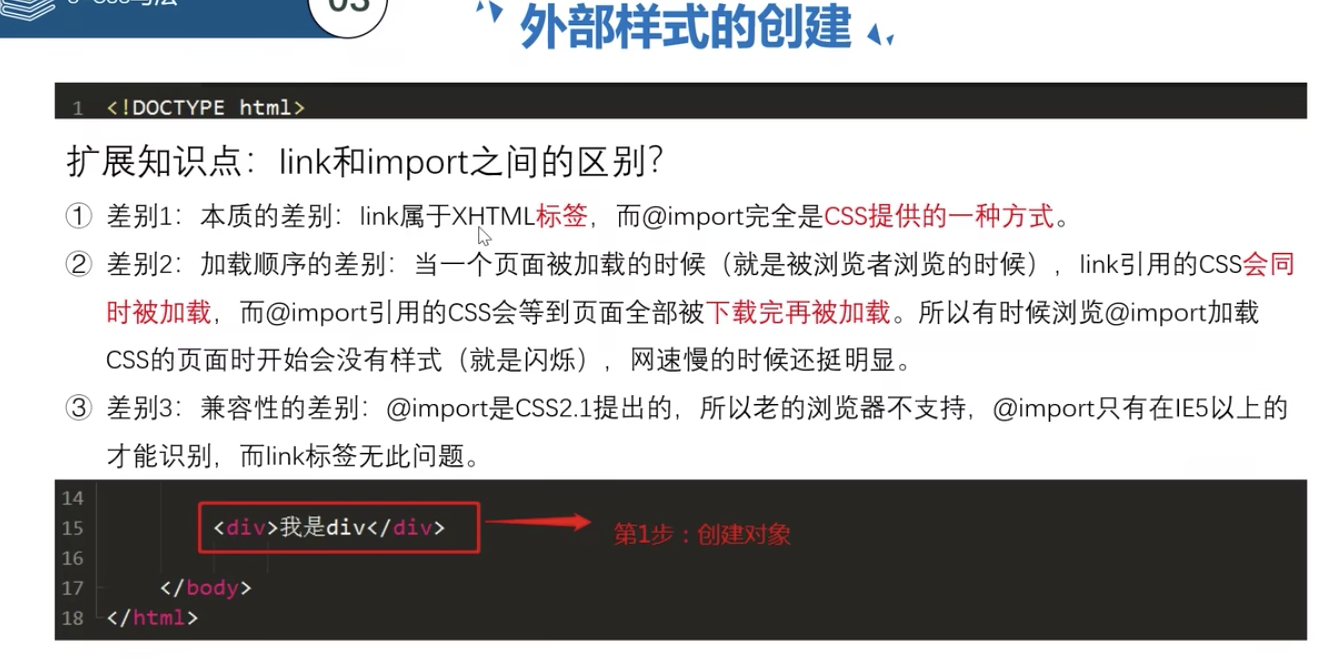 03
外部样式的创建
1 <!DOCTYPE html>
扩展知识点：link和import之间的区别？
① 差别1：本质的差别：link属于XHTML标签，而@import完全是CSS提供的一种方式。
② 差别2：加载顺序的差别：当一个页面被加载的时候（就是被浏览者浏览的时候），link引用的CSS会同
时被加载，而@import引用的CSS会等到页面全部被下载完再被加载。所以有时候浏览@import加载
CSS的页面时开始会没有样式（就是闪烁），网速慢的时候还挺明显。
③ 差别3：兼容性的差别：@import是CSS2.1提出的，所以老的浏览器不支持，@import只有在IE5以上的
才能识别，而link标签无此问题。
14
15 <div>我是div</div> 第1步：创建对象
16
17 </body>
18 </html>